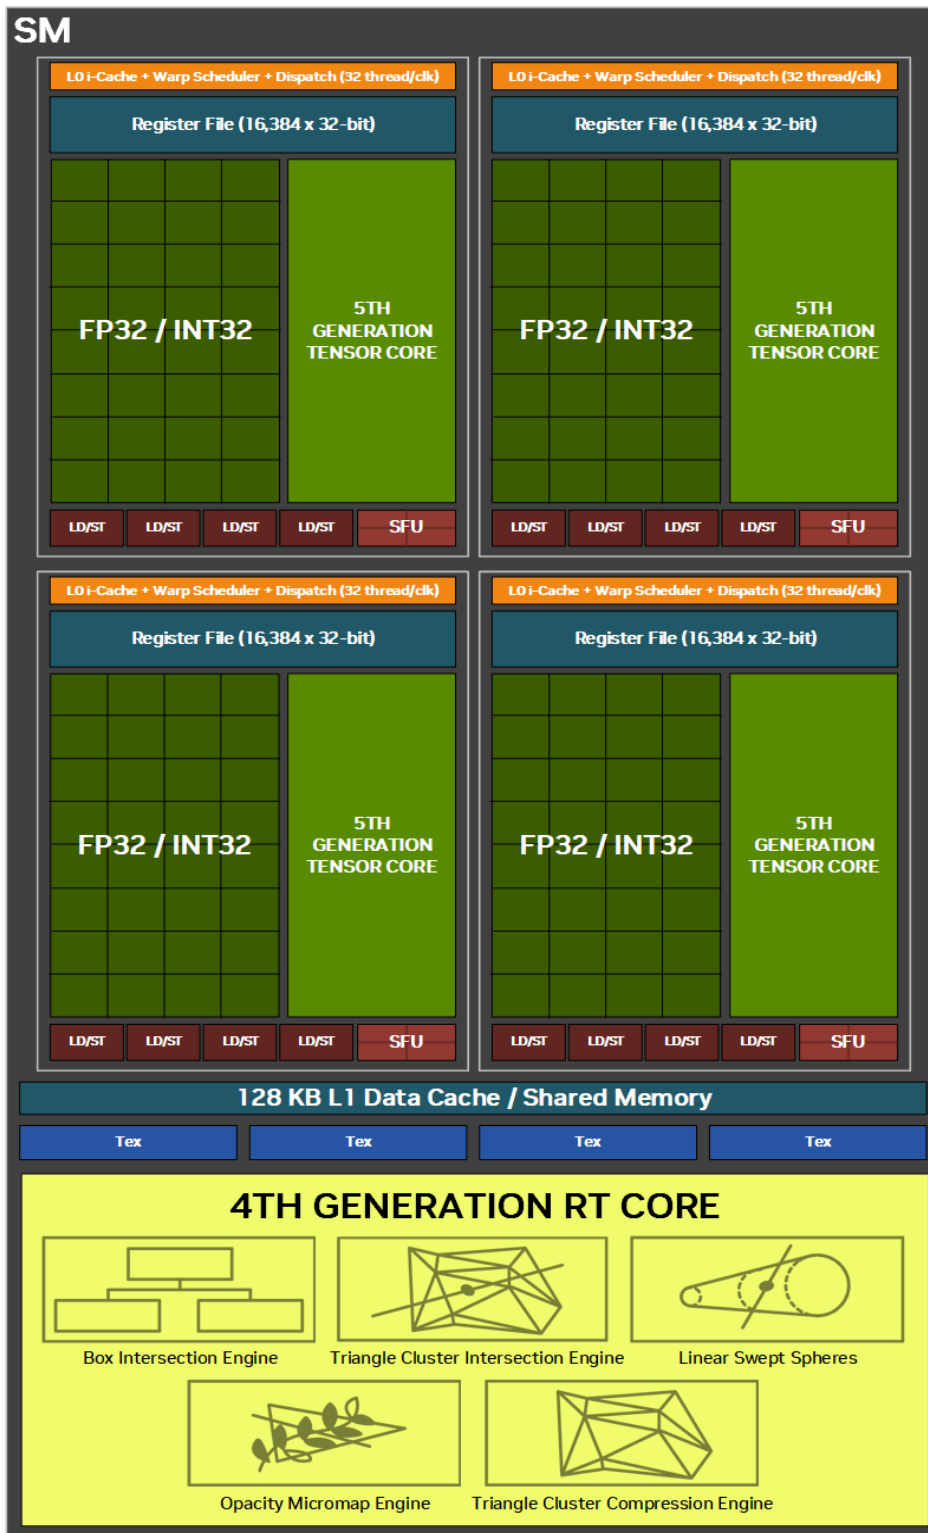 SM
L0 i-Cache + Warp Scheduler + Dispatch (32 thread/clk)
Register File (16,384 x 32-bit)
FP32 / INT32
5TH
GENERATION
TENSOR CORE
LD/ST
LD/ST
LD/ST
LD/ST
SFU
L0 i-Cache + Warp Scheduler + Dispatch (32 thread/clk)
Register File (16,384 x 32-bit)
FP32 / INT32
5TH
GENERATION
TENSOR CORE
LD/ST
LD/ST
LD/ST
LD/ST
SFU
L0 i-Cache + Warp Scheduler + Dispatch (32 thread/clk)
Register File (16,384 x 32-bit)
FP32 / INT32
5TH
GENERATION
TENSOR CORE
LD/ST
LD/ST
LD/ST
LD/ST
SFU
L0 i-Cache + Warp Scheduler + Dispatch (32 thread/clk)
Register File (16,384 x 32-bit)
FP32 / INT32
5TH
GENERATION
TENSOR CORE
LD/ST
LD/ST
LD/ST
LD/ST
SFU
128 KB L1 Data Cache / Shared Memory
Tex
Tex
Tex
Tex
4TH GENERATION RT CORE
Box Intersection Engine
Triangle Cluster Intersection Engine
Linear Swept Spheres
Opacity Micromap Engine
Triangle Cluster Compression Engine